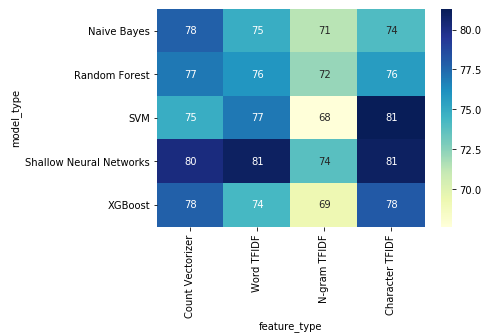 model_type
Naive Bayes 78 75 71 74
Random Forest 77 76 72 76
SVM 75 77 68 81
Shallow Neural Networks 80 81 74 81
XGBoost 78 74 69 78
Count Vectorizer
Word TFIDF
N-gram TFIDF
Character TFIDF
feature_type
80.0
77.5
75.0
72.5
70.0